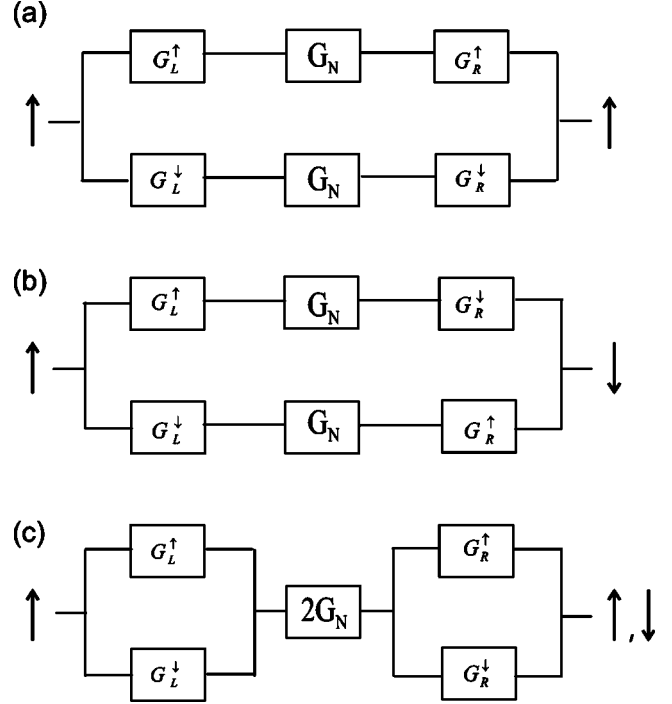 (a)
G_L^↑ G_N G_R^↑
↑ ↑
G_L^↓ G_N G_R^↓
(b)
G_L^↑ G_N G_R^↓
↑ ↓
G_L^↓ G_N G_R^↑
(c)
G_L^↑ G_R^↑
↑ 2G_N ↑,↓
G_L^↓ G_R^↓